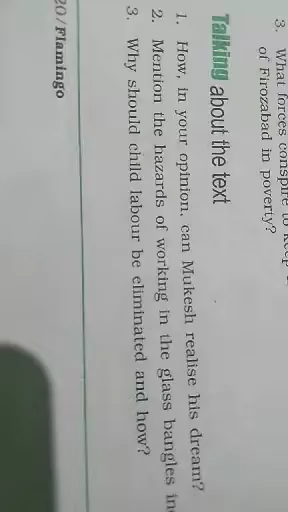 3. What forces conspire to keep
of Firozabad in poverty?
Talking about the text
1. How, in your opinion, can Mukesh realise his dream?
2. Mention the hazards of working in the glass bangles
3. Why should child labour be eliminated and how?
20/Flamingo